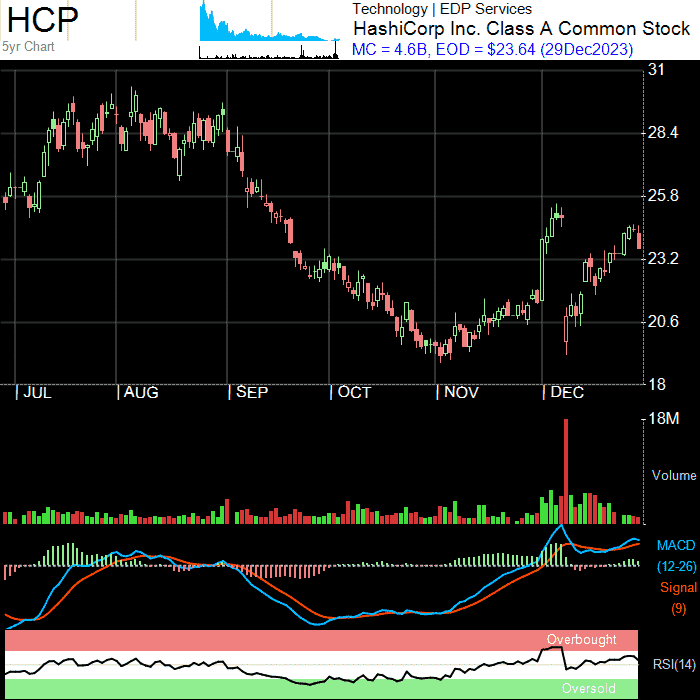 HCP
5yr Chart
Technology | EDP Services
HashiCorp Inc. Class A Common Stock
MC = 4.6B, EOD = $23.64 (29Dec2023)
31
28.4
25.8
23.2
20.6
18
| JUL | AUG | SEP | OCT | NOV | DEC
18M
Volume
MACD
(12-26)
Signal
(9)
Overbought
RSI(14)
Oversold